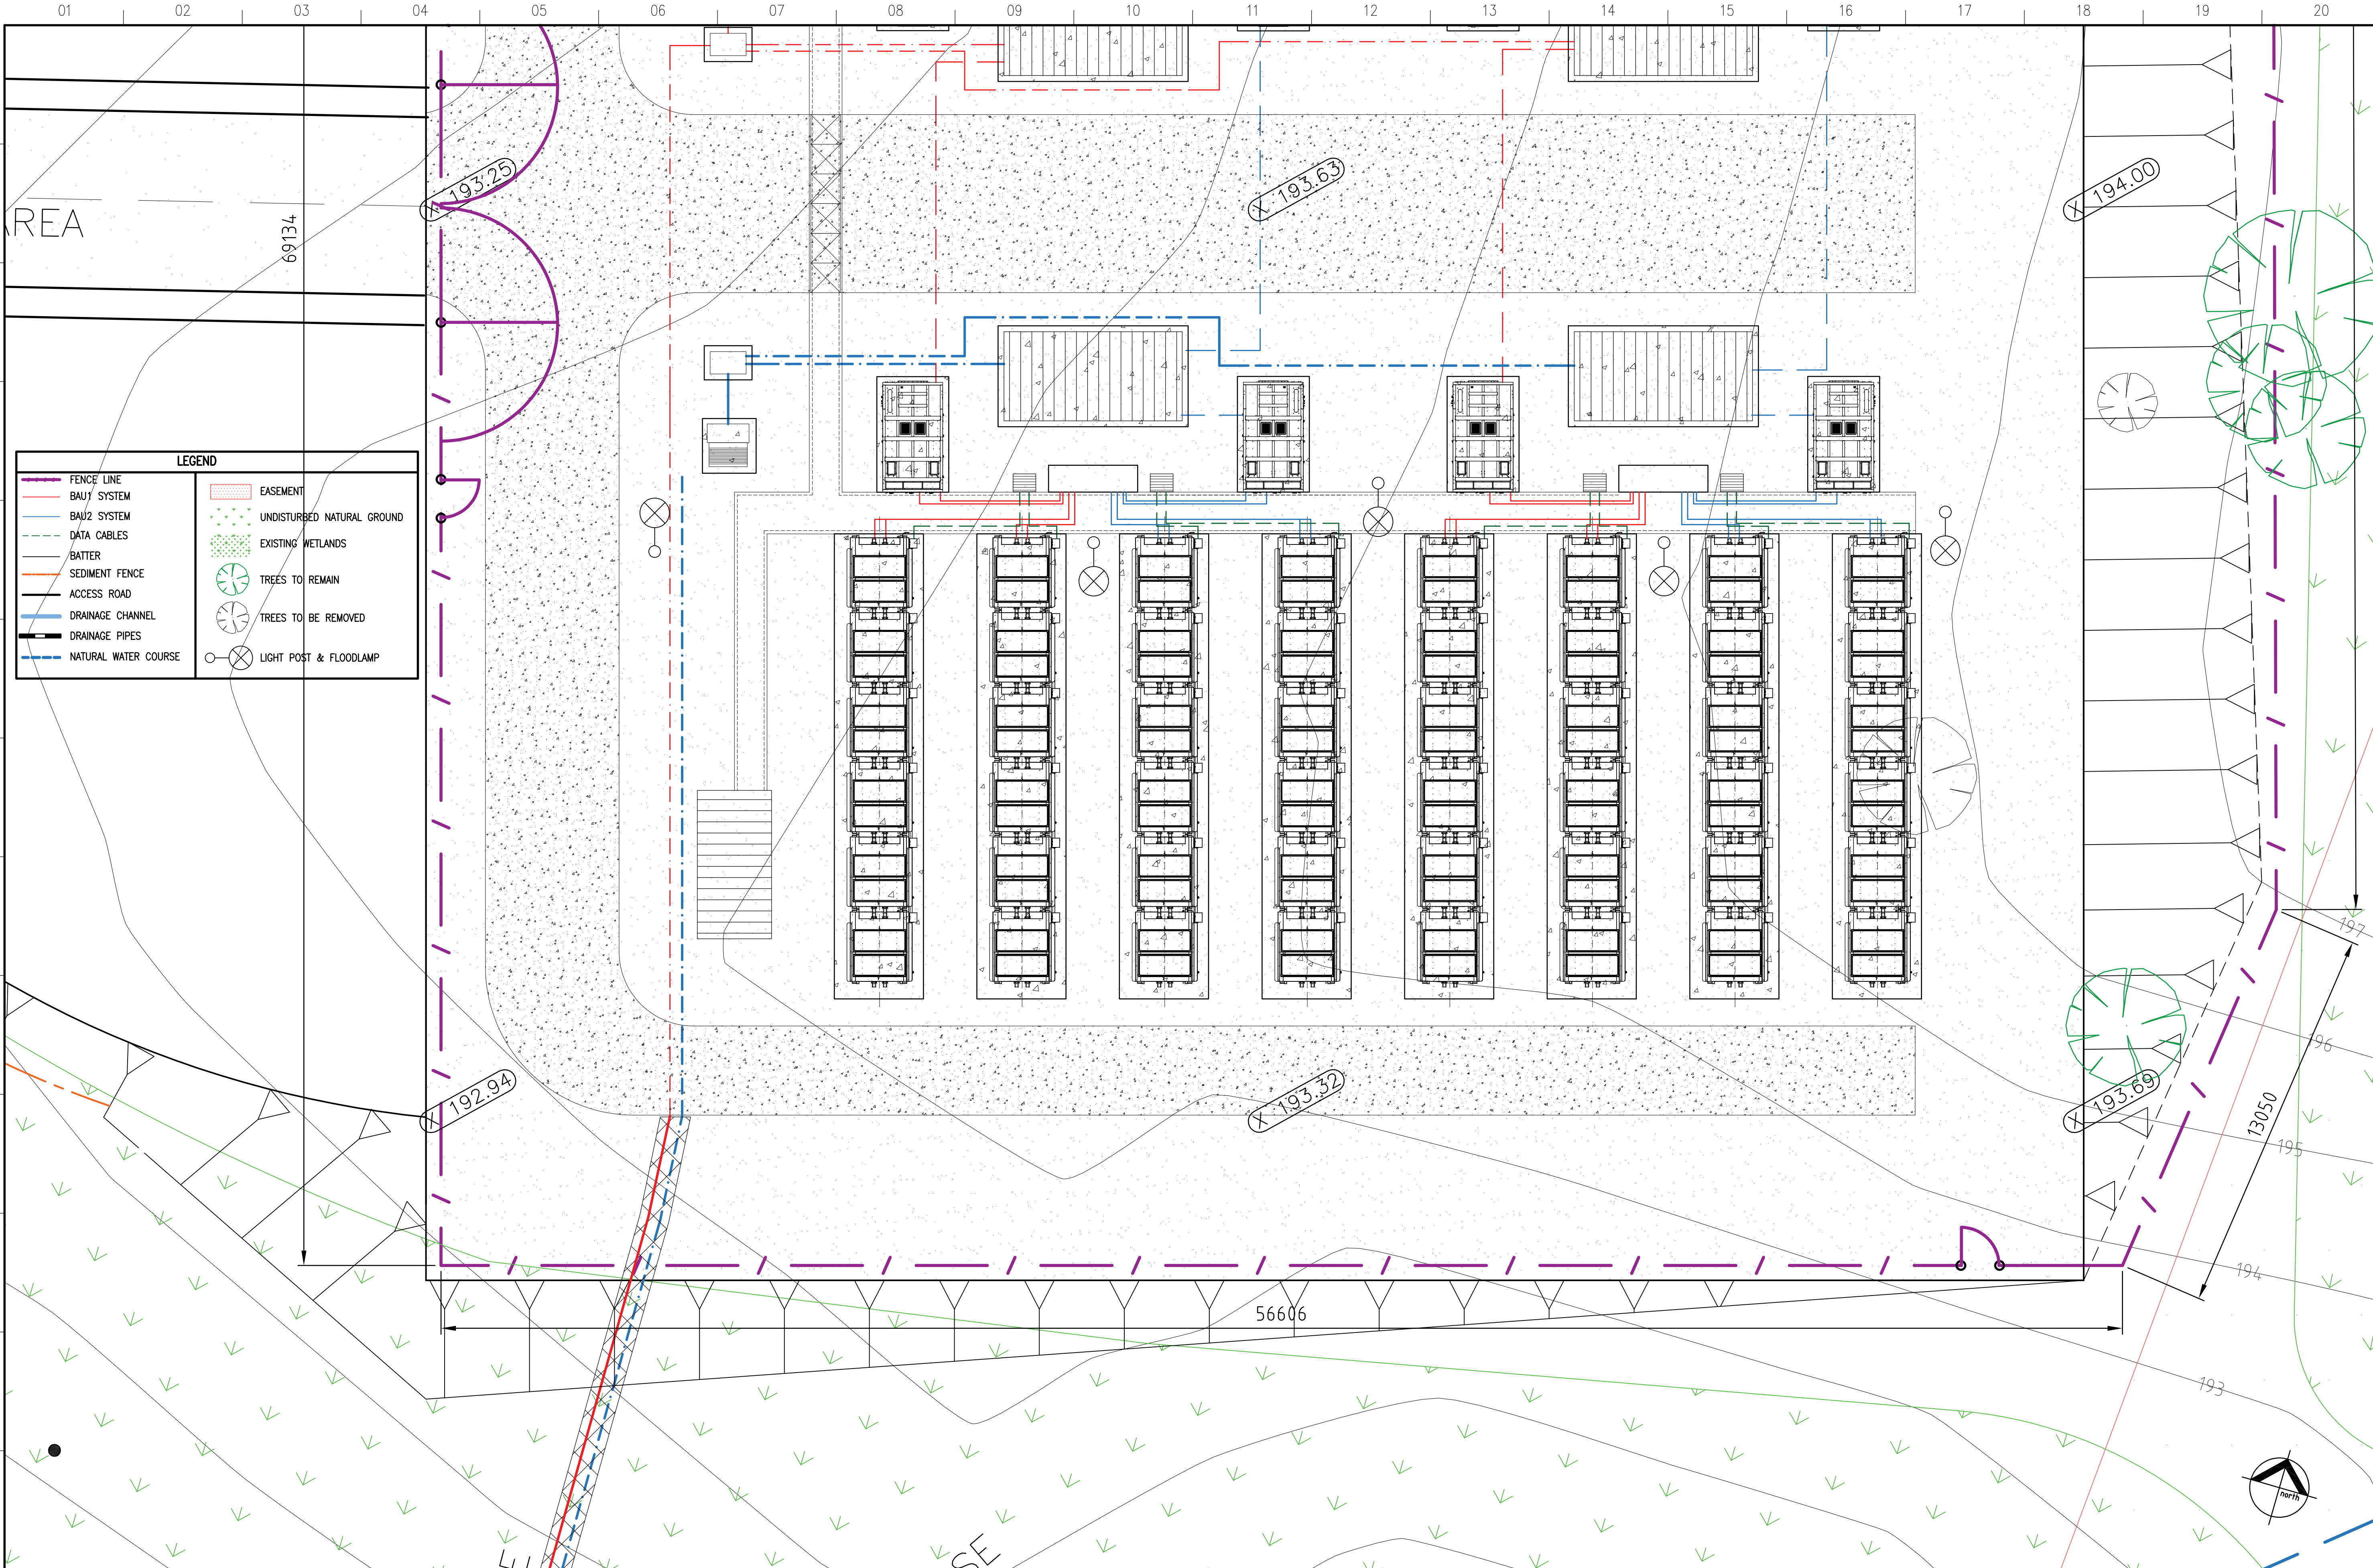 01 02 03 04 05 06 07 08 09 10 11 12 13 14 15 16 17 18 19 20
193.25
193.63
194.00
AREA
69134
LEGEND
FENCE LINE
BAU1 SYSTEM
BAU2 SYSTEM
DATA CABLES
BATTER
SEDIMENT FENCE
ACCESS ROAD
DRAINAGE CHANNEL
DRAINAGE PIPES
NATURAL WATER COURSE
EASEMENT
UNDISTURBED NATURAL GROUND
EXISTING WETLANDS
TREES TO REMAIN
TREES TO BE REMOVED
LIGHT POST & FLOODLAMP
197
196
192.94
193.32
193.69
13050
195
194
56606
193
north
SE
E